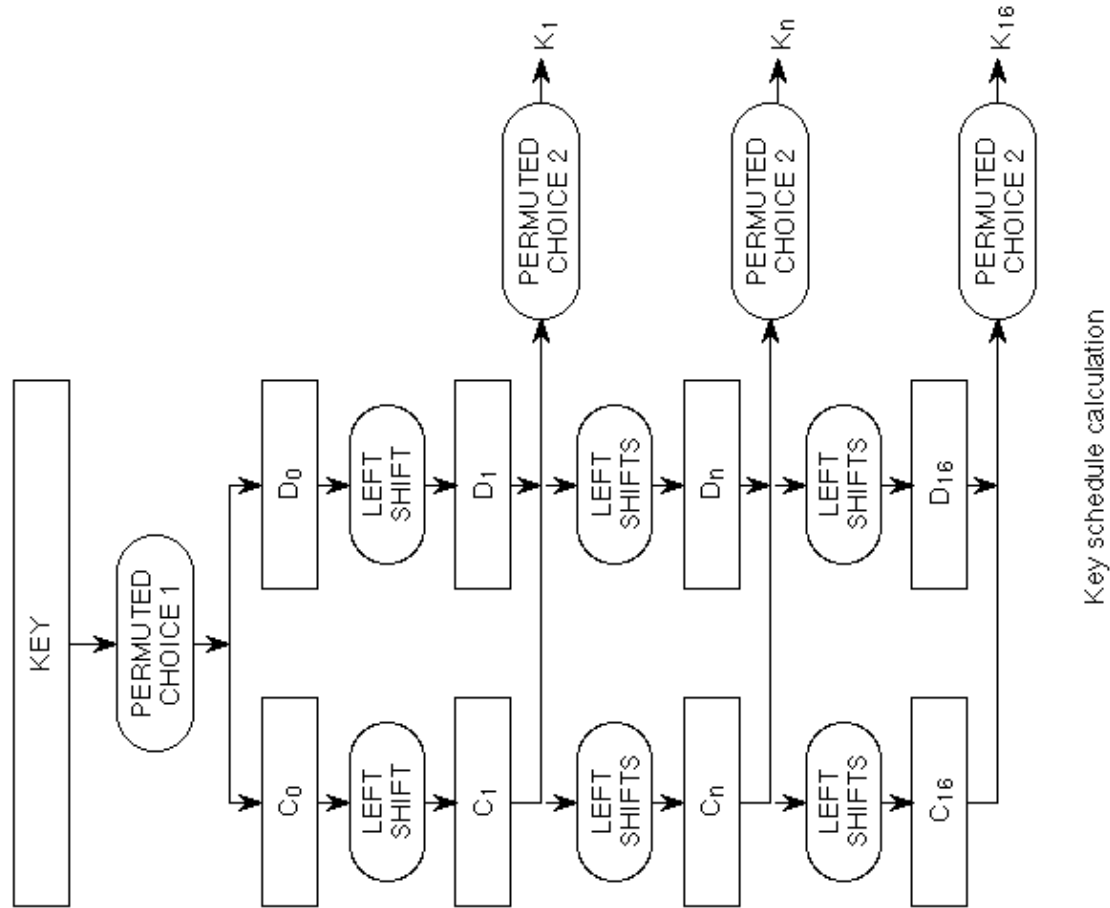 KEY
PERMUTED
CHOICE 1
C0
D0
LEFT
SHIFT
LEFT
SHIFT
C1
D1
PERMUTED
CHOICE 2
K1
LEFT
SHIFTS
LEFT
SHIFTS
Cn
Dn
PERMUTED
CHOICE 2
Kn
LEFT
SHIFTS
LEFT
SHIFTS
C16
D16
PERMUTED
CHOICE 2
K16
Key schedule calculation